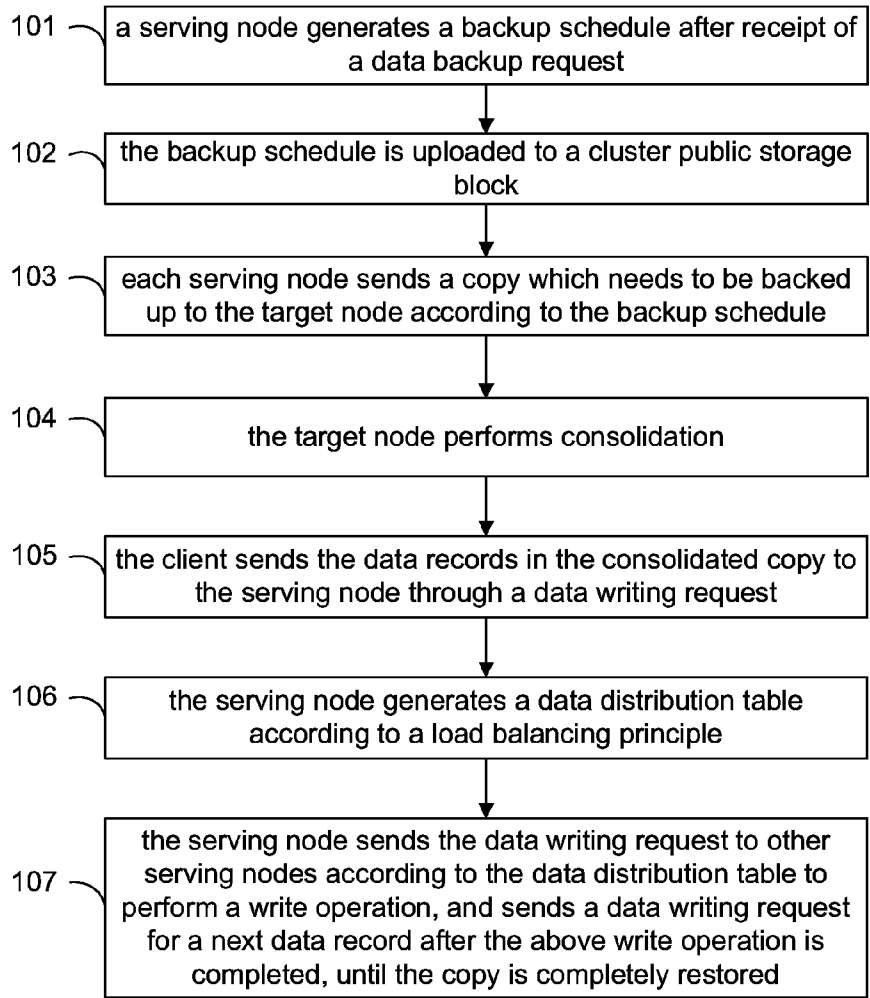 101
a serving node generates a backup schedule after receipt of
a data backup request
102
the backup schedule is uploaded to a cluster public storage
block
103
each serving node sends a copy which needs to be backed
up to the target node according to the backup schedule
104
the target node performs consolidation
105
the client sends the data records in the consolidated copy to
the serving node through a data writing request
106
the serving node generates a data distribution table
according to a load balancing principle
107
the serving node sends the data writing request to other
serving nodes according to the data distribution table to
perform a write operation, and sends a data writing request
for a next data record after the above write operation is
completed, until the copy is completely restored